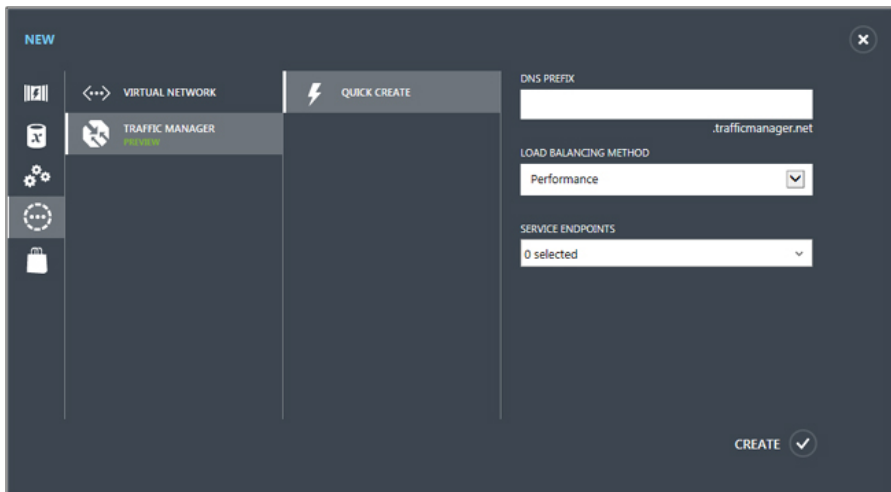 NEW
VIRTUAL NETWORK
TRAFFIC MANAGER
PREVIEW
QUICK CREATE
DNS PREFIX
.trafficmanager.net
LOAD BALANCING METHOD
Performance
SERVICE ENDPOINTS
0 selected
CREATE